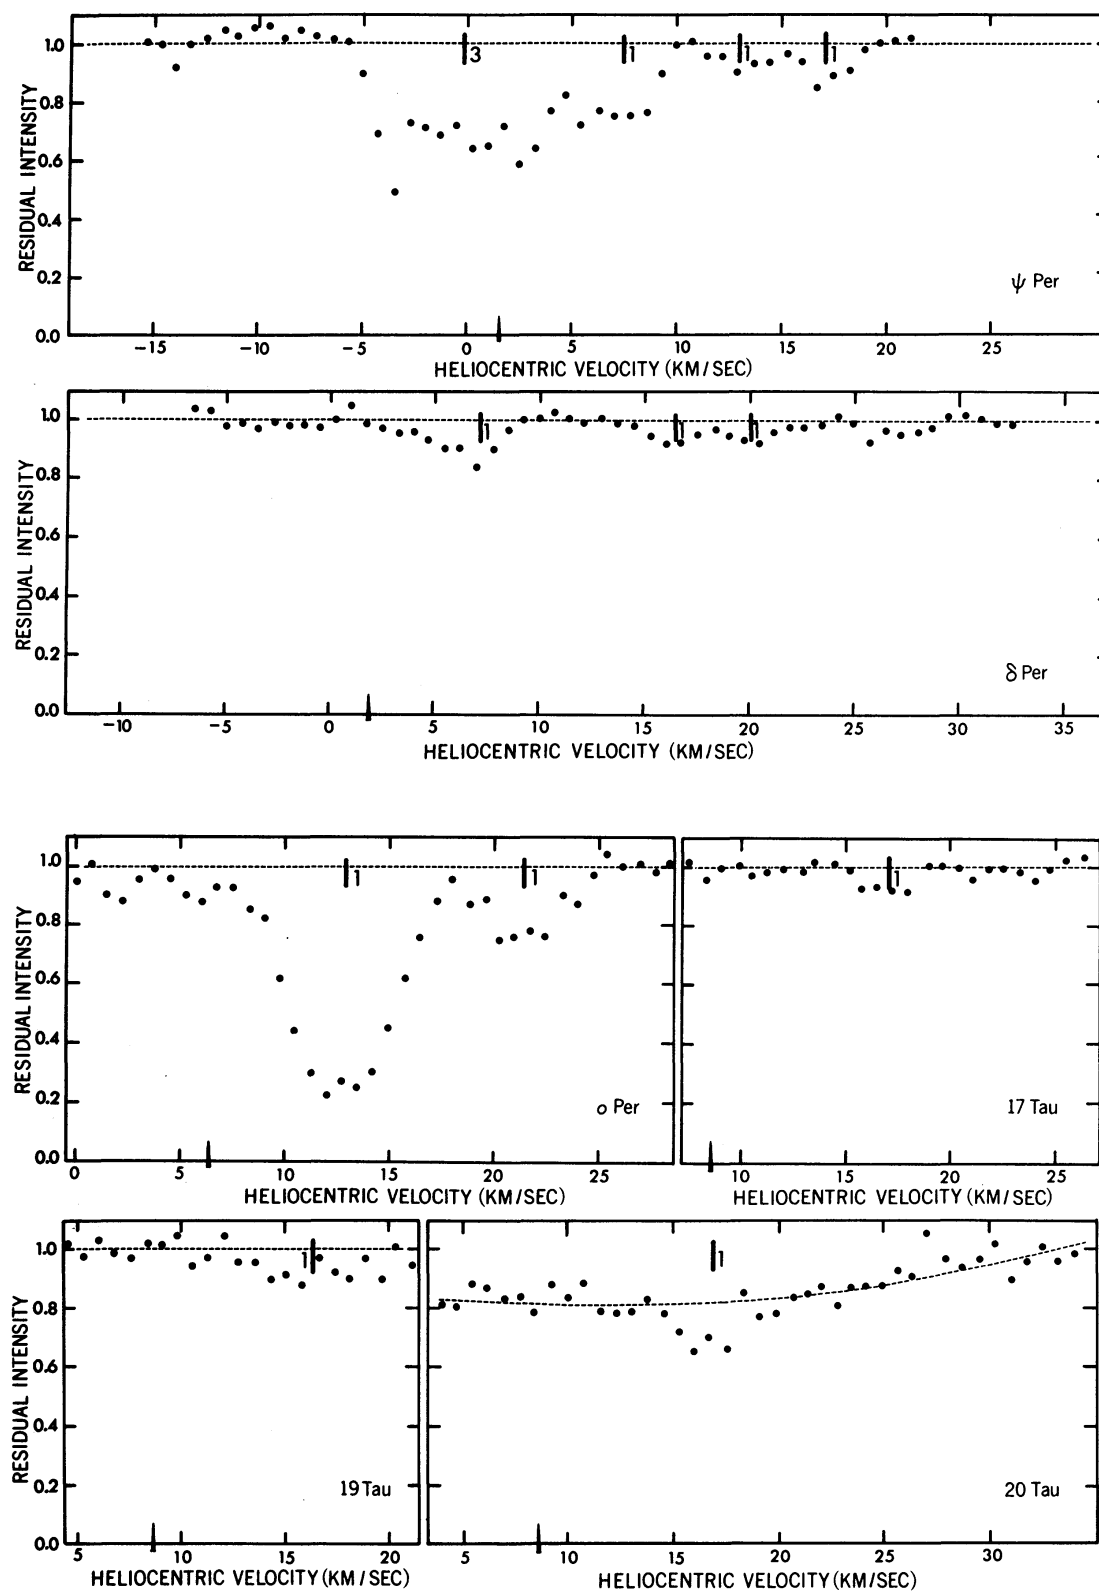 RESIDUAL INTENSITY
1.0
0.8
0.6
0.4
0.2
0.0
3
1
1
1
ψ Per
−15 −10 −5 0 5 10 15 20 25
HELIOCENTRIC VELOCITY (KM/SEC)
RESIDUAL INTENSITY
1.0
0.8
0.6
0.4
0.2
0.0
1
1
1
δ Per
−10 −5 0 5 10 15 20 25 30 35
HELIOCENTRIC VELOCITY (KM/SEC)
RESIDUAL INTENSITY
1.0
0.8
0.6
0.4
0.2
0.0
1
1
ο Per
0 5 10 15 20 25
HELIOCENTRIC VELOCITY (KM/SEC)
1
17 Tau
10 15 20 25
HELIOCENTRIC VELOCITY (KM/SEC)
RESIDUAL INTENSITY
1.0
0.8
0.6
0.4
0.2
0.0
1
19 Tau
5 10 15 20
HELIOCENTRIC VELOCITY (KM/SEC)
1
20 Tau
5 10 15 20 25 30
HELIOCENTRIC VELOCITY (KM/SEC)